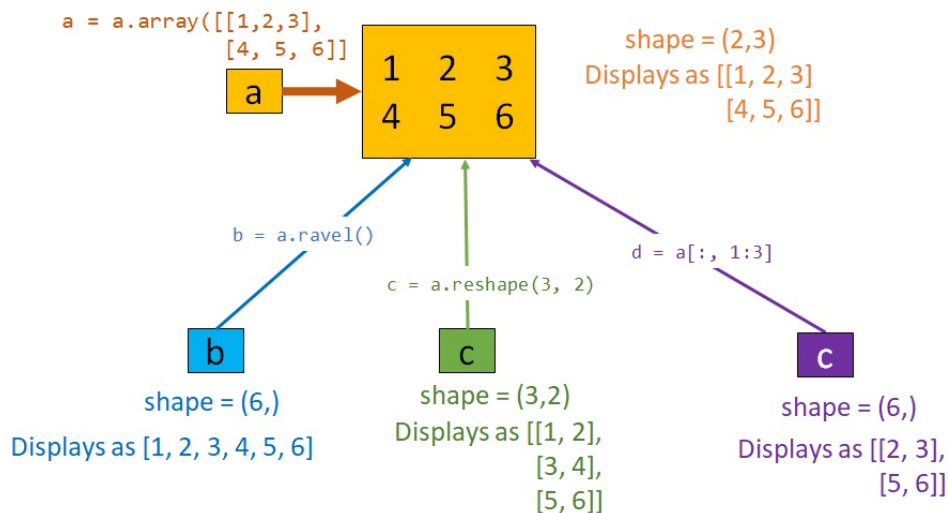 a = a.array([[1,2,3],
[4, 5, 6]]
a
1 2 3
4 5 6
shape = (2,3)
Displays as [[1, 2, 3]
[4, 5, 6]]
b = a.ravel()
c = a.reshape(3, 2)
d = a[:, 1:3]
b
shape = (6,)
Displays as [1, 2, 3, 4, 5, 6]
c
shape = (3,2)
Displays as [[1, 2],
[3, 4],
[5, 6]]
c
shape = (6,)
Displays as [[2, 3],
[5, 6]]